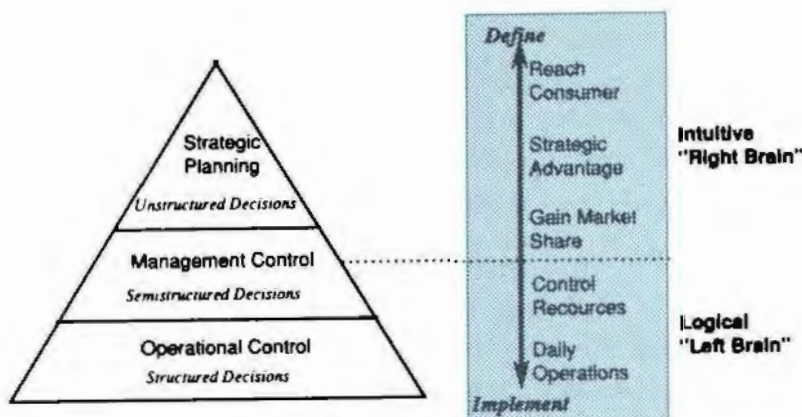 Strategic
Planning
Unstructured Decisions
Management Control
Semistructured Decisions
Operational Control
Structured Decisions
Define
Reach
Consumer
Strategic
Advantage
Gain Market
Share
Control
Recources
Daily
Operations
Implement
Intuitive
"Right Brain"
Logical
"Left Brain"